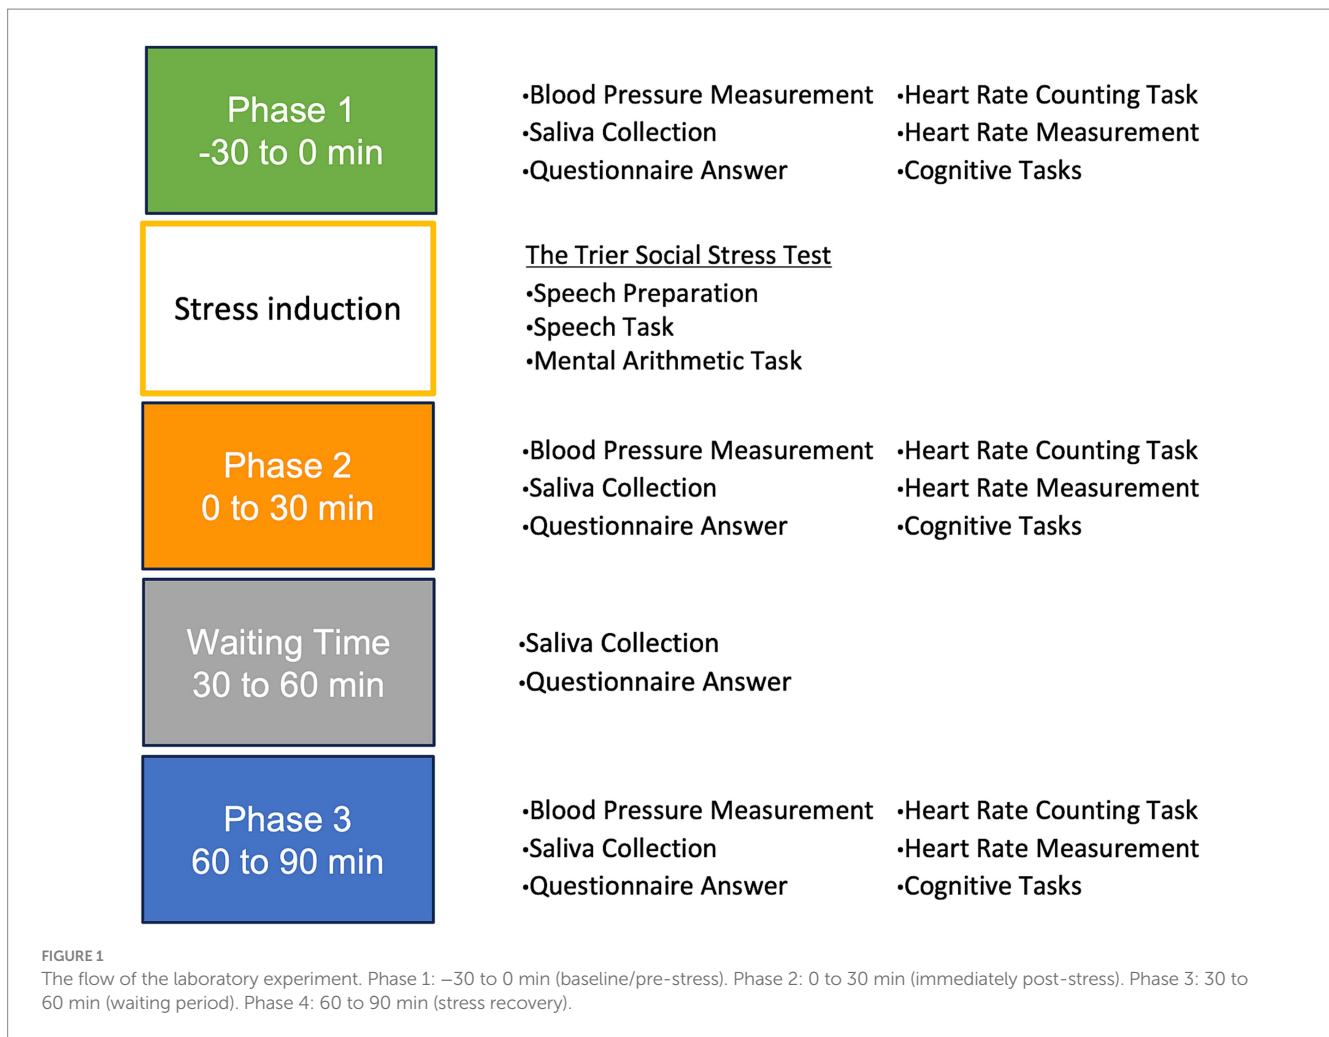 Phase 1
-30 to 0 min
•Blood Pressure Measurement
•Saliva Collection
•Questionnaire Answer
•Heart Rate Counting Task
•Heart Rate Measurement
•Cognitive Tasks
Stress induction
The Trier Social Stress Test
•Speech Preparation
•Speech Task
•Mental Arithmetic Task
Phase 2
0 to 30 min
•Blood Pressure Measurement
•Saliva Collection
•Questionnaire Answer
•Heart Rate Counting Task
•Heart Rate Measurement
•Cognitive Tasks
Waiting Time
30 to 60 min
•Saliva Collection
•Questionnaire Answer
Phase 3
60 to 90 min
•Blood Pressure Measurement
•Saliva Collection
•Questionnaire Answer
•Heart Rate Counting Task
•Heart Rate Measurement
•Cognitive Tasks
FIGURE 1
The flow of the laboratory experiment. Phase 1: −30 to 0 min (baseline/pre-stress). Phase 2: 0 to 30 min (immediately post-stress). Phase 3: 30 to
60 min (waiting period). Phase 4: 60 to 90 min (stress recovery).